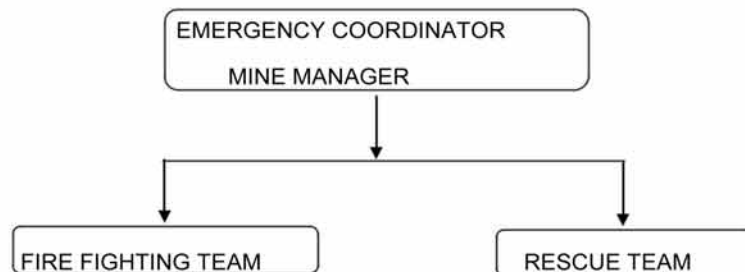 EMERGENCY COORDINATOR
MINE MANAGER
FIRE FIGHTING TEAM
RESCUE TEAM